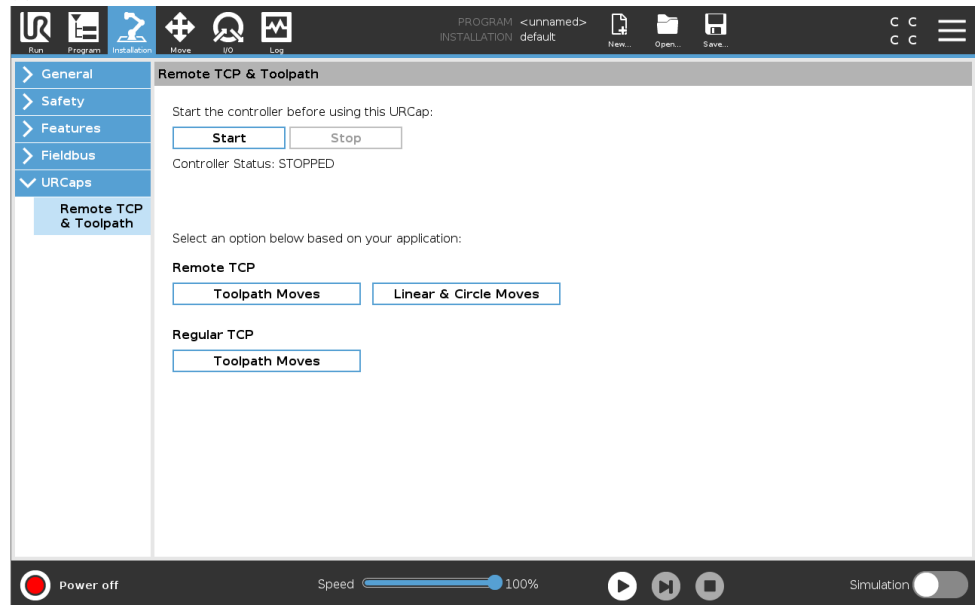 UR
Run
Program
Installation
Move
I/O
Log
PROGRAM <unnamed>
INSTALLATION default
New...
Open...
Save...
C C
C C
General
Safety
Features
Fieldbus
URCaps
Remote TCP
& Toolpath
Remote TCP & Toolpath
Start the controller before using this URCap:
Start
Stop
Controller Status: STOPPED
Select an option below based on your application:
Remote TCP
Toolpath Moves
Linear & Circle Moves
Regular TCP
Toolpath Moves
Power off
Speed
100%
Simulation